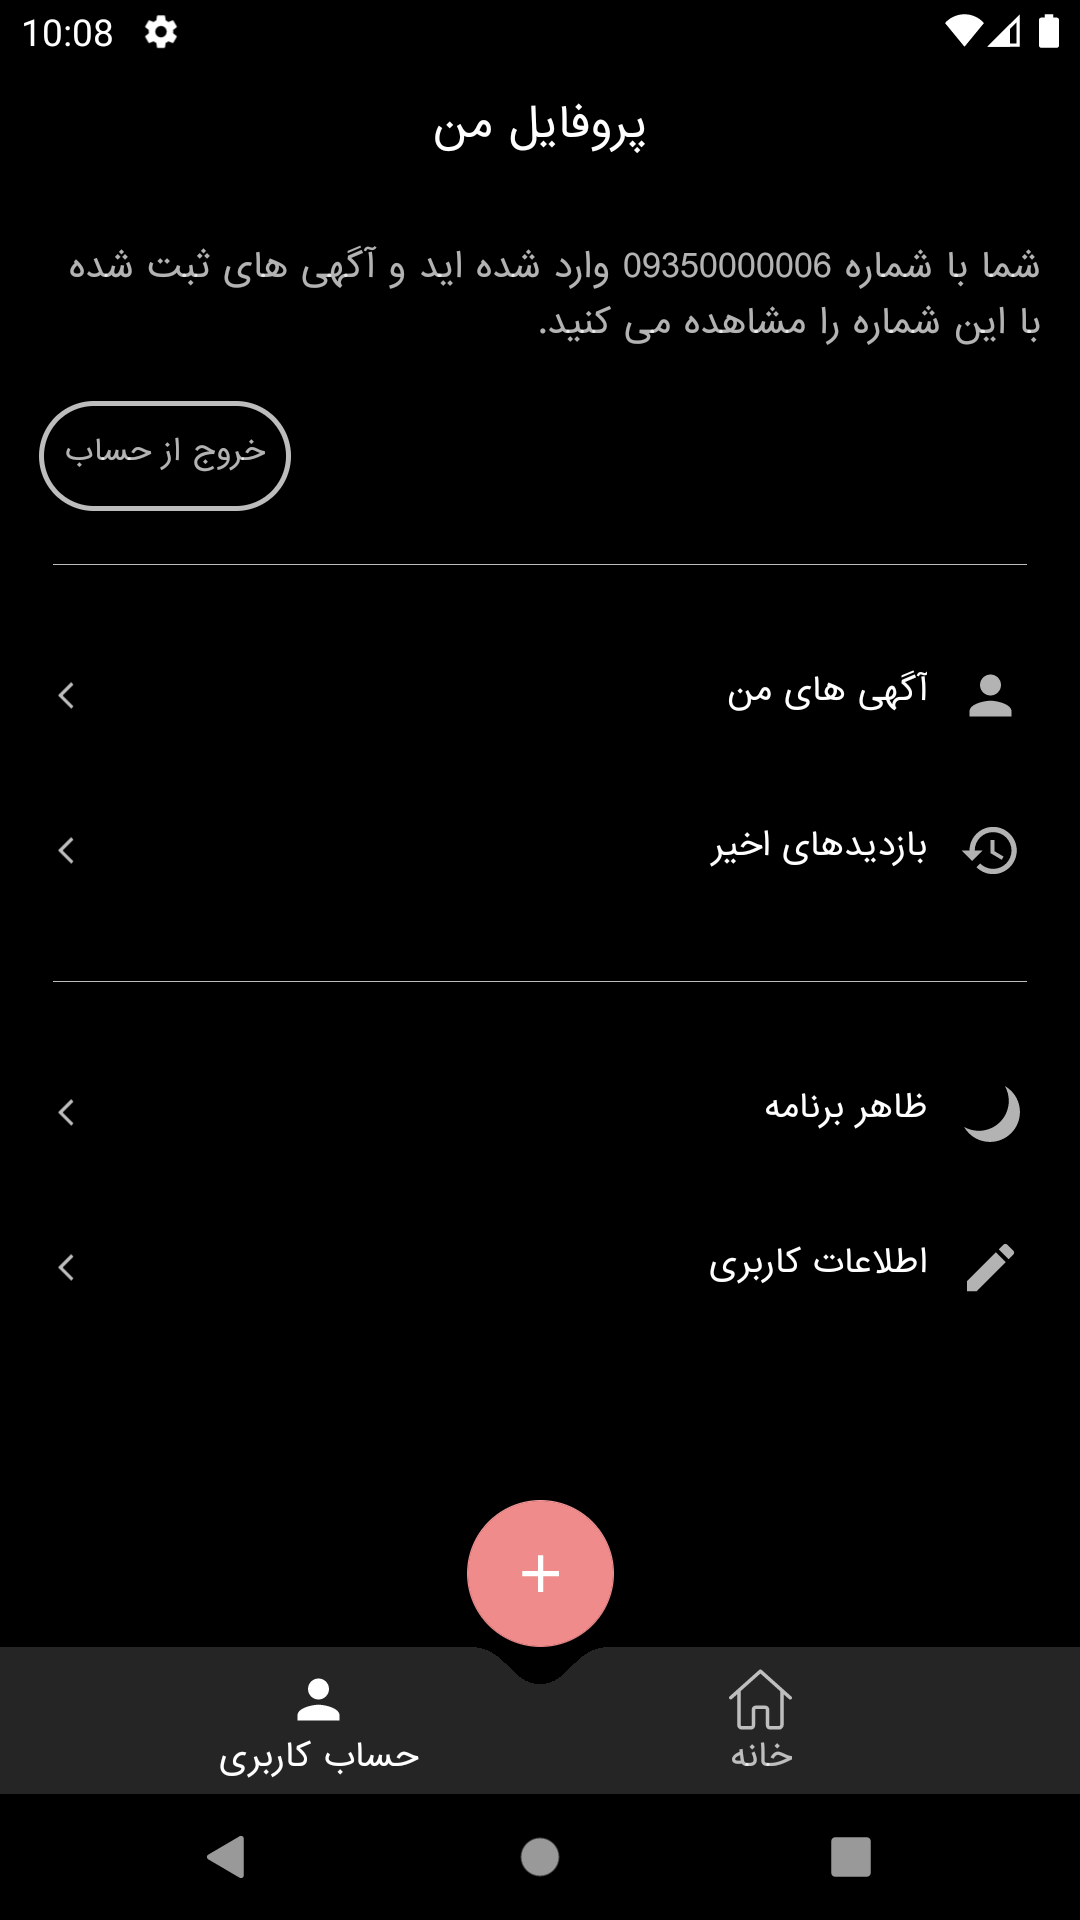 10:08
پروفایل من
شما با شماره 09350000006 وارد شده اید و آگهی های ثبت شده
با این شماره را مشاهده می کنید.
خروج از حساب
آگهی های من
بازدیدهای اخیر
ظاهر برنامه
اطلاعات کاربری
خانه
حساب کاربری